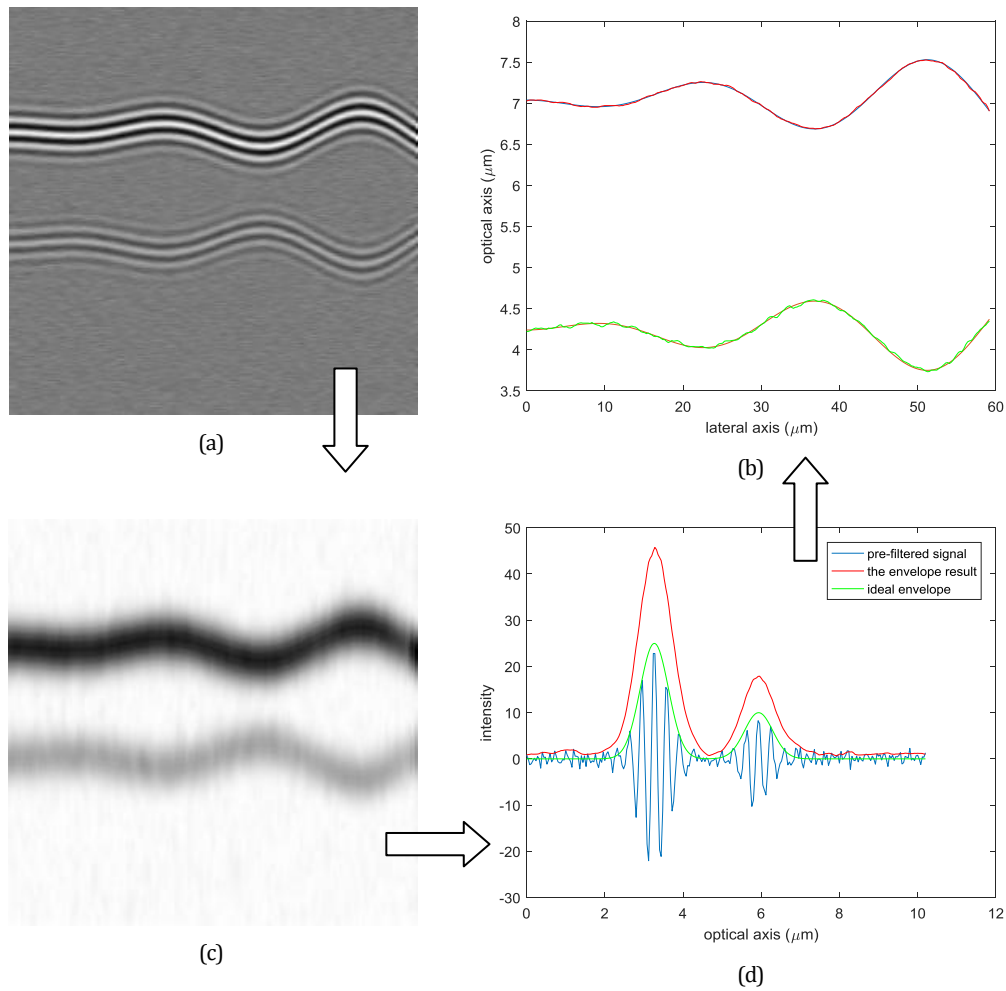 8
7.5
7
6.5
6
5.5
5
4.5
4
3.5
optical axis (μm)
0 10 20 30 40 50 60
lateral axis (μm)
(a)
(b)
50
40
30
20
10
0
-10
-20
-30
intensity
pre-filtered signal
the envelope result
ideal envelope
0 2 4 6 8 10 12
optical axis (μm)
(c)
(d)